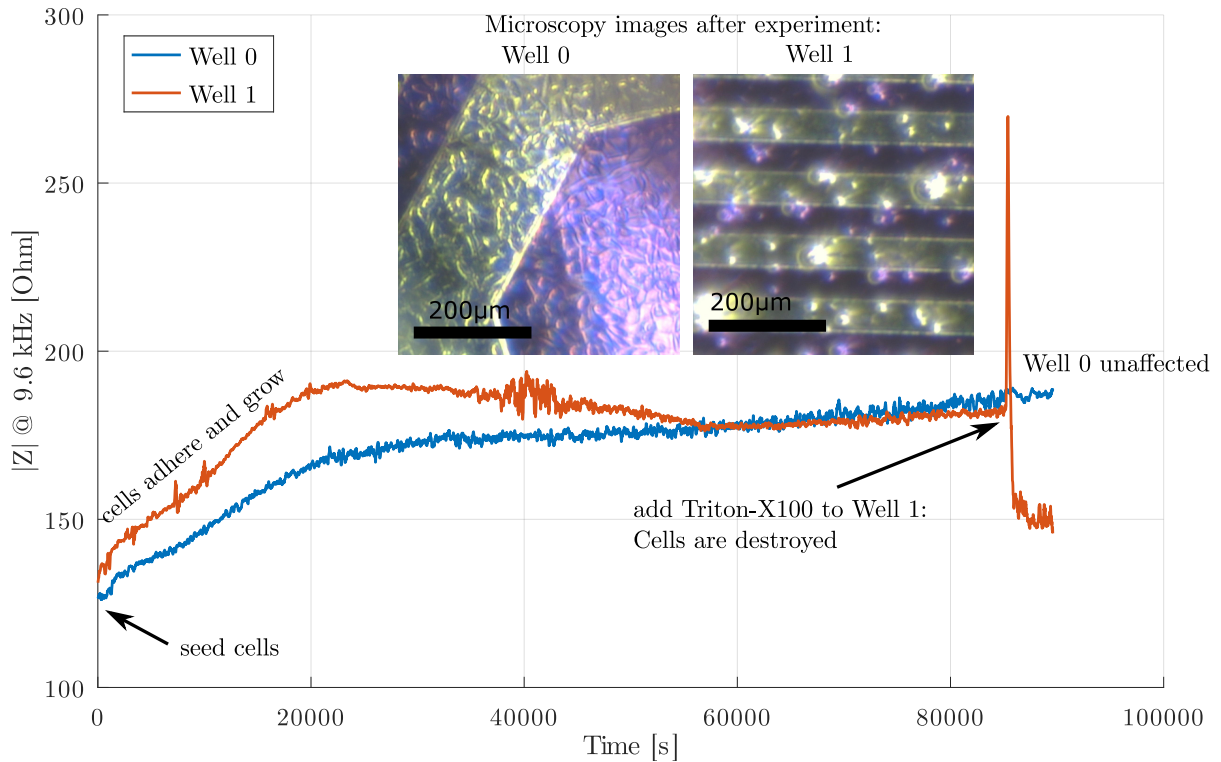 Microscopy images after experiment:
Well 0
Well 1
Well 0
Well 1
200µm
200µm
300
250
200
150
100
|Z| @ 9.6 kHz [Ohm]
cells adhere and grow
Well 0 unaffected
add Triton-X100 to Well 1:
Cells are destroyed
seed cells
0
20000
40000
60000
80000
100000
Time [s]